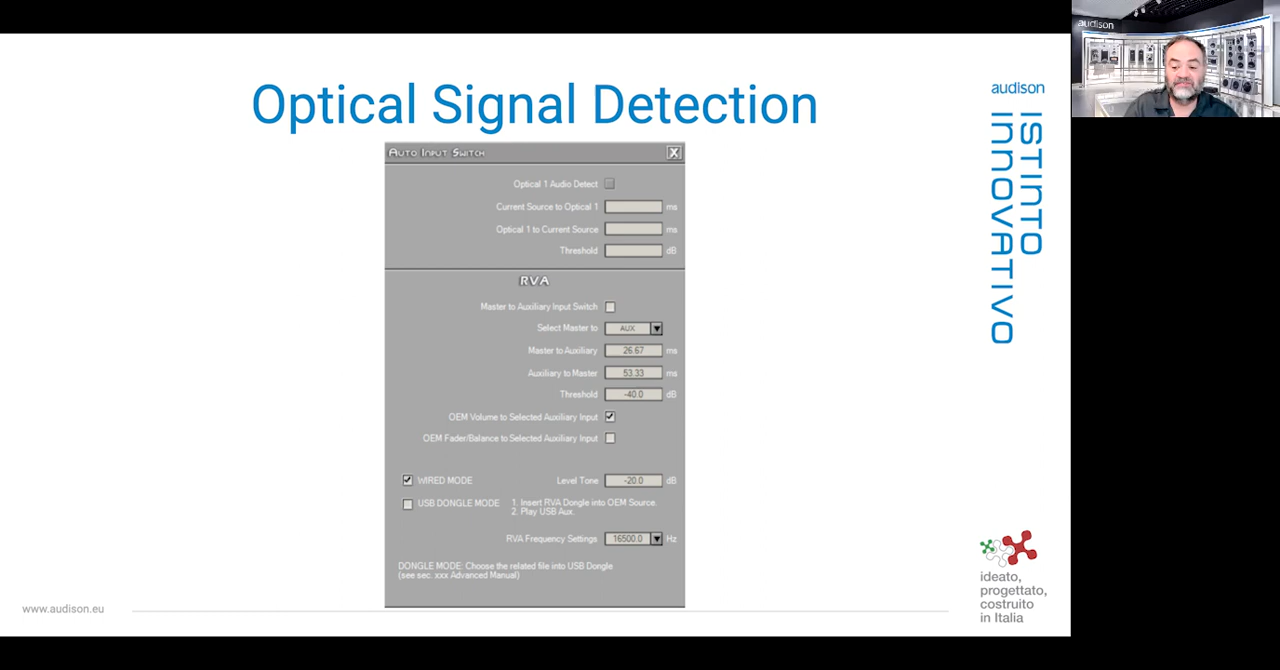 Optical Signal Detection
AUTO INPUT SWITCH X
Optical 1 Audio Detect
Current Source to Optical 1 ms
Optical 1 to Current Source ms
Threshold dB
RVA
Master to Auxiliary Input Switch
Select Master to AUX
Master to Auxiliary 26.67 ms
Auxiliary to Master 53.33 ms
Threshold -40.0 dB
OEM Volume to Selected Auxiliary Input
OEM Fader/Balance to Selected Auxiliary Input
WIRED MODE Level Tone -20.0 dB
USB DONGLE MODE 1. Insert RVA Dongle into OEM Source.
2. Play USB Aux.
RVA Frequency Settings 16500.0 Hz
DONGLE MODE: Choose the related file into USB Dongle
(see sec. xxx Advanced Manual)
www.audison.eu
audison
ISTINTO
INNOVATIVO
ideato,
progettato,
costruito
in Italia
audison